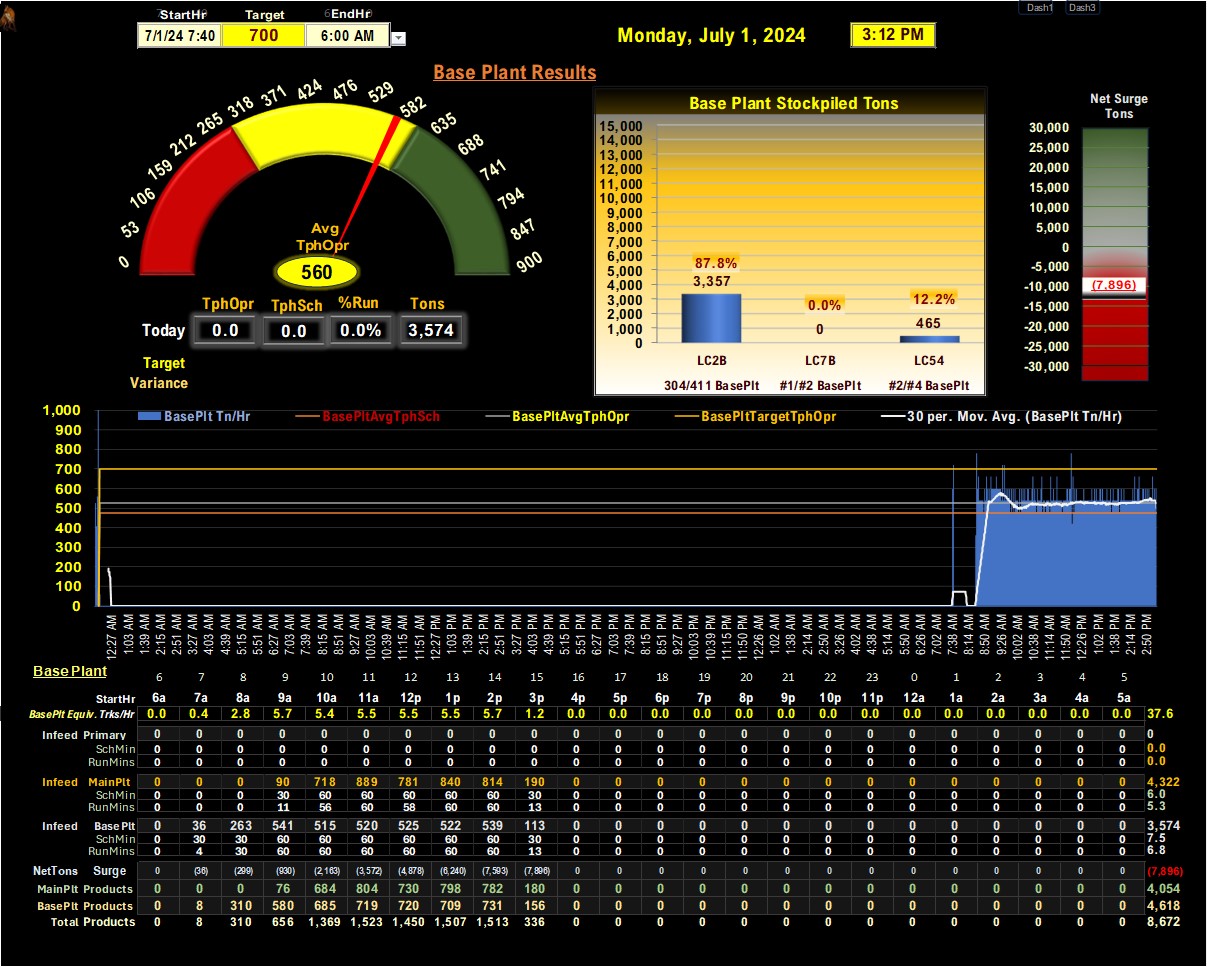 StartHr Target EndHr Dash1 Dash3
7/1/24 7:40 700 6:00 AM
Monday, July 1, 2024 3:12 PM
Base Plant Results
0 53 106 159 212 265 318 371 424 476 529 582 635 688 741 794 847 900
Avg
TphOpr
560
TphOpr TphSch %Run Tons
Today 0.0 0.0 0.0% 3,574
Target
Variance
Base Plant Stockpiled Tons
15,000
14,000
13,000
12,000
11,000
10,000
9,000
8,000
7,000
6,000
5,000
4,000
3,000
2,000
1,000
0
87.8%
3,357
0.0%
0
12.2%
465
LC2B LC7B LC54
304/411 BasePlt #1/#2 BasePlt #2/#4 BasePlt
Net Surge
Tons
30,000
25,000
20,000
15,000
10,000
5,000
0
-5,000
-10,000
-15,000
-20,000
-25,000
-30,000
(7,896)
BasePlt Tn/Hr BasePltAvgTphSch BasePltAvgTphOpr BasePltTargetTphOpr 30 per. Mov. Avg. (BasePlt Tn/Hr)
1,000
900
800
700
600
500
400
300
200
100
0
12:27 AM 1:03 AM 1:39 AM 2:15 AM 2:51 AM 3:27 AM 4:03 AM 4:39 AM 5:15 AM 5:51 AM 6:27 AM 7:03 AM 7:39 AM 8:15 AM 8:51 AM 9:27 AM 10:03 AM 10:39 AM 11:15 AM 11:51 AM 12:27 PM 1:03 PM 1:39 PM 2:15 PM 2:51 PM 3:27 PM 4:03 PM 4:39 PM 5:15 PM 5:51 PM 6:27 PM 7:03 PM 7:39 PM 8:15 PM 8:51 PM 9:27 PM 10:03 PM 10:39 PM 11:15 PM 11:50 PM 12:26 AM 1:02 AM 1:38 AM 2:14 AM 2:50 AM 3:26 AM 4:02 AM 4:38 AM 5:14 AM 5:50 AM 6:26 AM 7:02 AM 7:38 AM 8:14 AM 8:50 AM 9:26 AM 10:02 AM 10:38 AM 11:14 AM 11:50 AM 12:26 PM 1:02 PM 1:38 PM 2:14 PM 2:50 PM
Base Plant 6 7 8 9 10 11 12 13 14 15 16 17 18 19 20 21 22 23 0 1 2 3 4 5
StartHr 6a 7a 8a 9a 10a 11a 12p 1p 2p 3p 4p 5p 6p 7p 8p 9p 10p 11p 12a 1a 2a 3a 4a 5a
BasePlt Equiv. Trks/Hr 0.0 0.4 2.8 5.7 5.4 5.5 5.5 5.5 5.7 1.2 0.0 0.0 0.0 0.0 0.0 0.0 0.0 0.0 0.0 0.0 0.0 0.0 0.0 0.0 37.6
Infeed Primary 0 0 0 0 0 0 0 0 0 0 0 0 0 0 0 0 0 0 0 0 0 0 0 0 0
SchMin 0 0 0 0 0 0 0 0 0 0 0 0 0 0 0 0 0 0 0 0 0 0 0 0 0.0
RunMins 0 0 0 0 0 0 0 0 0 0 0 0 0 0 0 0 0 0 0 0 0 0 0 0 0.0
Infeed MainPlt 0 0 0 90 718 889 781 840 814 190 0 0 0 0 0 0 0 0 0 0 0 0 0 0 4,322
SchMin 0 0 0 30 60 60 60 60 60 30 0 0 0 0 0 0 0 0 0 0 0 0 0 0 6.0
RunMins 0 0 0 11 56 60 58 60 60 13 0 0 0 0 0 0 0 0 0 0 0 0 0 0 5.3
Infeed BasePlt 0 36 263 541 515 520 525 522 539 113 0 0 0 0 0 0 0 0 0 0 0 0 0 0 3,574
SchMin 0 30 30 60 60 60 60 60 60 30 0 0 0 0 0 0 0 0 0 0 0 0 0 0 7.5
RunMins 0 4 30 60 60 60 60 60 60 13 0 0 0 0 0 0 0 0 0 0 0 0 0 0 6.8
NetTons Surge 0 (36) (299) (930) (2,163) (3,572) (4,878) (6,240) (7,593) (7,896) 0 0 0 0 0 0 0 0 0 0 0 0 0 0 (7,896)
MainPlt Products 0 0 0 76 684 804 730 798 782 180 0 0 0 0 0 0 0 0 0 0 0 0 0 0 4,054
BasePlt Products 0 8 310 580 685 719 720 709 731 156 0 0 0 0 0 0 0 0 0 0 0 0 0 0 4,618
Total Products 0 8 310 656 1,369 1,523 1,450 1,507 1,513 336 0 0 0 0 0 0 0 0 0 0 0 0 0 0 8,672